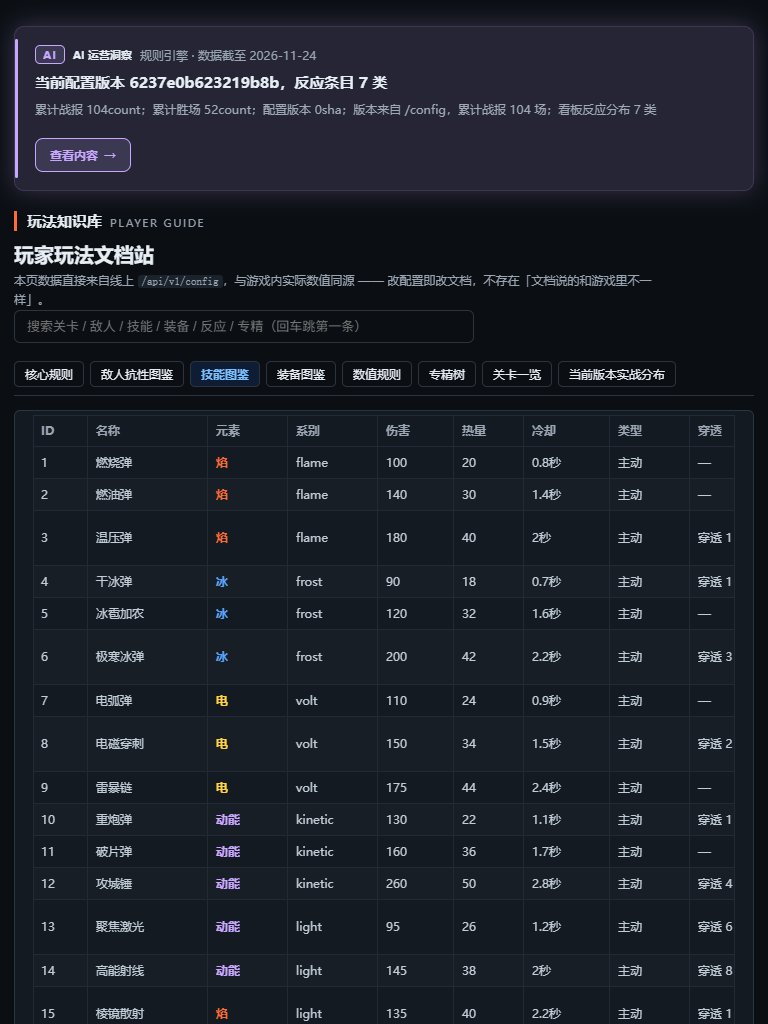 AI AI 运营洞察 规则引擎 · 数据截至 2026-11-24
当前配置版本 6237e0b623219b8b，反应条目 7 类
累计战报 104count；累计胜场 52count；配置版本 0sha；版本来自 /config，累计战报 104 场；看板反应分布 7 类
查看内容 →
玩法知识库 PLAYER GUIDE
玩家玩法文档站
本页数据直接来自线上 /api/v1/config，与游戏内实际数值同源 —— 改配置即改文档，不存在「文档说的和游戏里不一
样」。
搜索关卡 / 敌人 / 技能 / 装备 / 反应 / 专精（回车跳第一条）
核心规则 敌人抗性图鉴 技能图鉴 装备图鉴 数值规则 专精树 关卡一览 当前版本实战分布
ID 名称 元素 系别 伤害 热量 冷却 类型 穿透
1 燃烧弹 焰 flame 100 20 0.8秒 主动 —
2 燃油弹 焰 flame 140 30 1.4秒 主动 —
3 温压弹 焰 flame 180 40 2秒 主动 穿透 1
4 干冰弹 冰 frost 90 18 0.7秒 主动 穿透 1
5 冰雹加农 冰 frost 120 32 1.6秒 主动 —
6 极寒冰弹 冰 frost 200 42 2.2秒 主动 穿透 3
7 电弧弹 电 volt 110 24 0.9秒 主动 —
8 电磁穿刺 电 volt 150 34 1.5秒 主动 穿透 2
9 雷暴链 电 volt 175 44 2.4秒 主动 —
10 重炮弹 动能 kinetic 130 22 1.1秒 主动 穿透 1
11 破片弹 动能 kinetic 160 36 1.7秒 主动 —
12 攻城锤 动能 kinetic 260 50 2.8秒 主动 穿透 4
13 聚焦激光 动能 light 95 26 1.2秒 主动 穿透 6
14 高能射线 动能 light 145 38 2秒 主动 穿透 8
15 棱镜散射 焰 light 135 40 2.2秒 主动 穿透 1